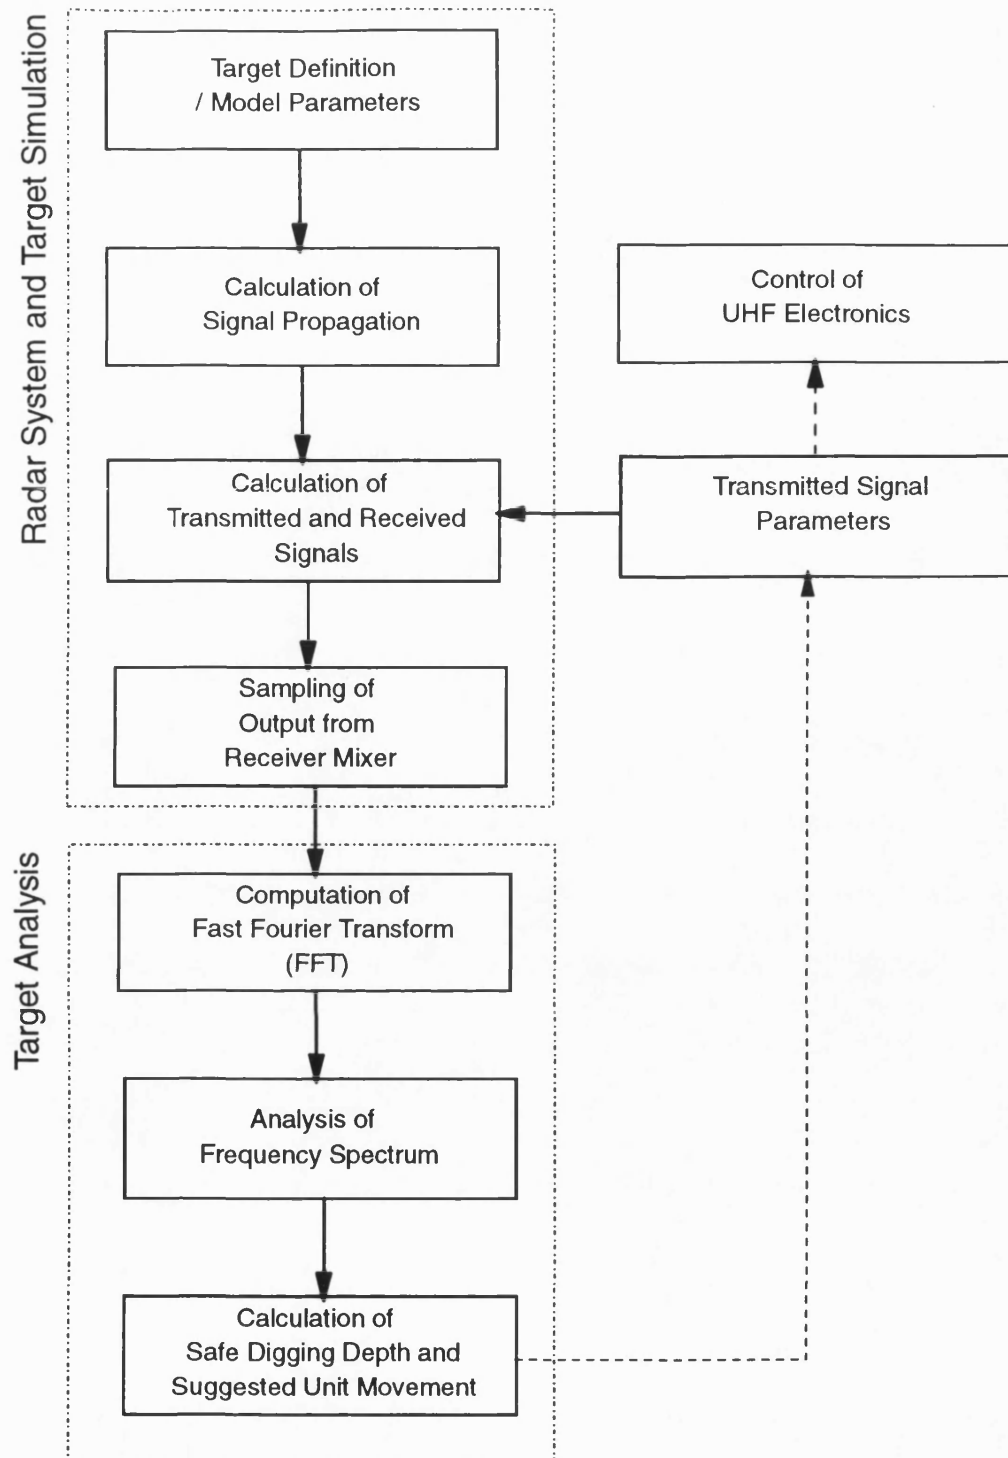 Radar System and Target Simulation
Target Definition
/ Model Parameters
Calculation of
Signal Propagation
Control of
UHF Electronics
Calculation of
Transmitted and Received
Signals
Transmitted Signal
Parameters
Sampling of
Output from
Receiver Mixer
Target Analysis
Computation of
Fast Fourier Transform
(FFT)
Analysis of
Frequency Spectrum
Calculation of
Safe Digging Depth and
Suggested Unit Movement